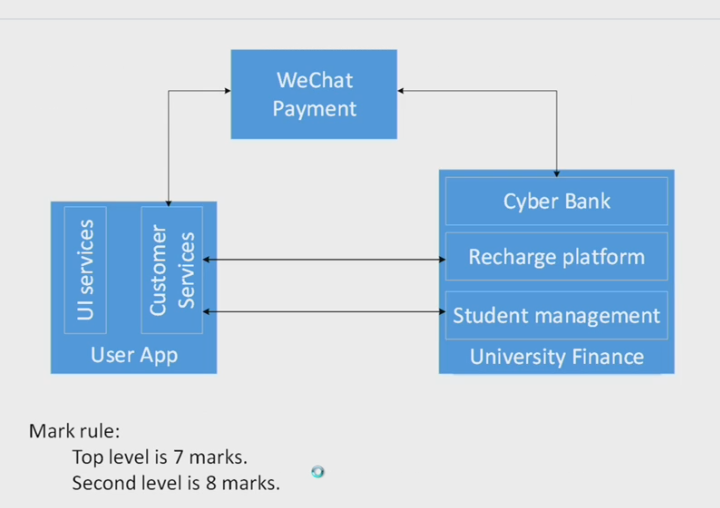 WeChat
Payment
UI services
Customer
Services
User App
Cyber Bank
Recharge platform
Student management
University Finance
Mark rule:
Top level is 7 marks.
Second level is 8 marks.